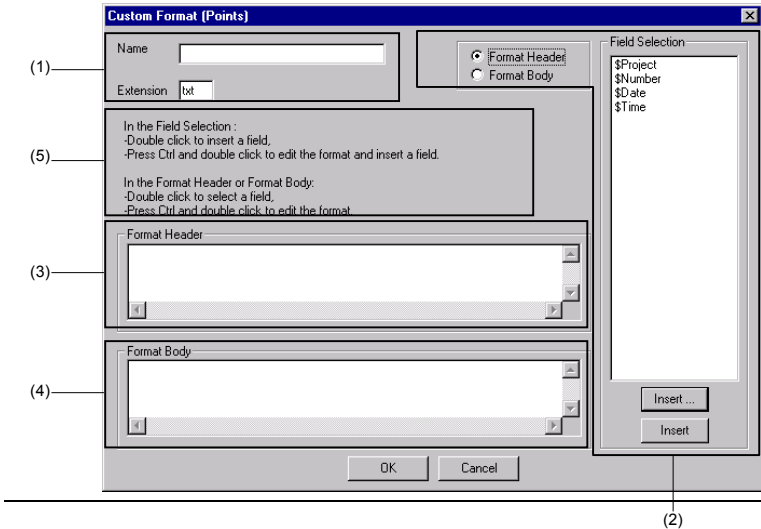 Custom Format (Points)
Name
Extension txt
(1)
Format Header
Format Body
Field Selection
$Project
$Number
$Date
$Time
(5)
In the Field Selection :
-Double click to insert a field,
-Press Ctrl and double click to edit the format and insert a field.
In the Format Header or Format Body:
-Double click to select a field,
-Press Ctrl and double click to edit the format.
(3)
Format Header
(4)
Format Body
Insert ...
Insert
OK
Cancel
(2)